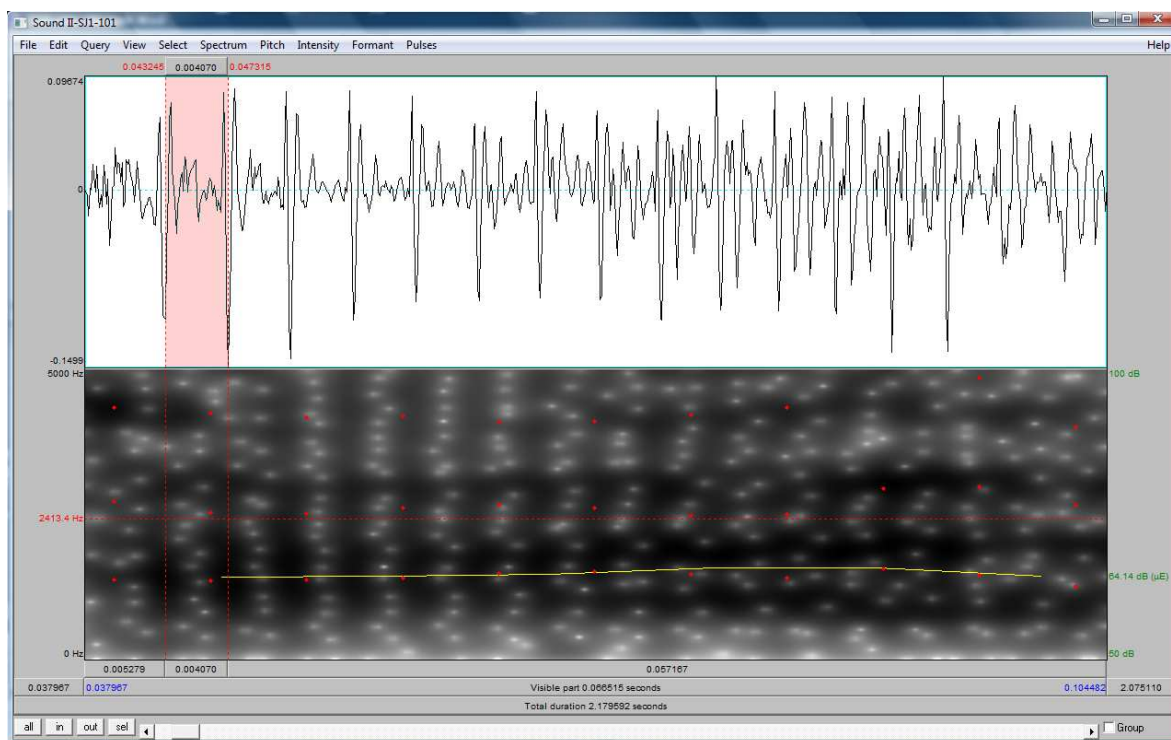 Sound II-SJ1-101
File Edit Query View Select Spectrum Pitch Intensity Formant Pulses Help
0.043245 0.004070 0.047315
0.09674
0
-0.1499
5000 Hz 100 dB
2413.4 Hz
64.14 dB (µE)
0 Hz 50 dB
0.005279 0.004070 0.057167
0.037967 0.037967 Visible part 0.066515 seconds 0.104482 2.075110
Total duration 2.179592 seconds
all in out sel Group